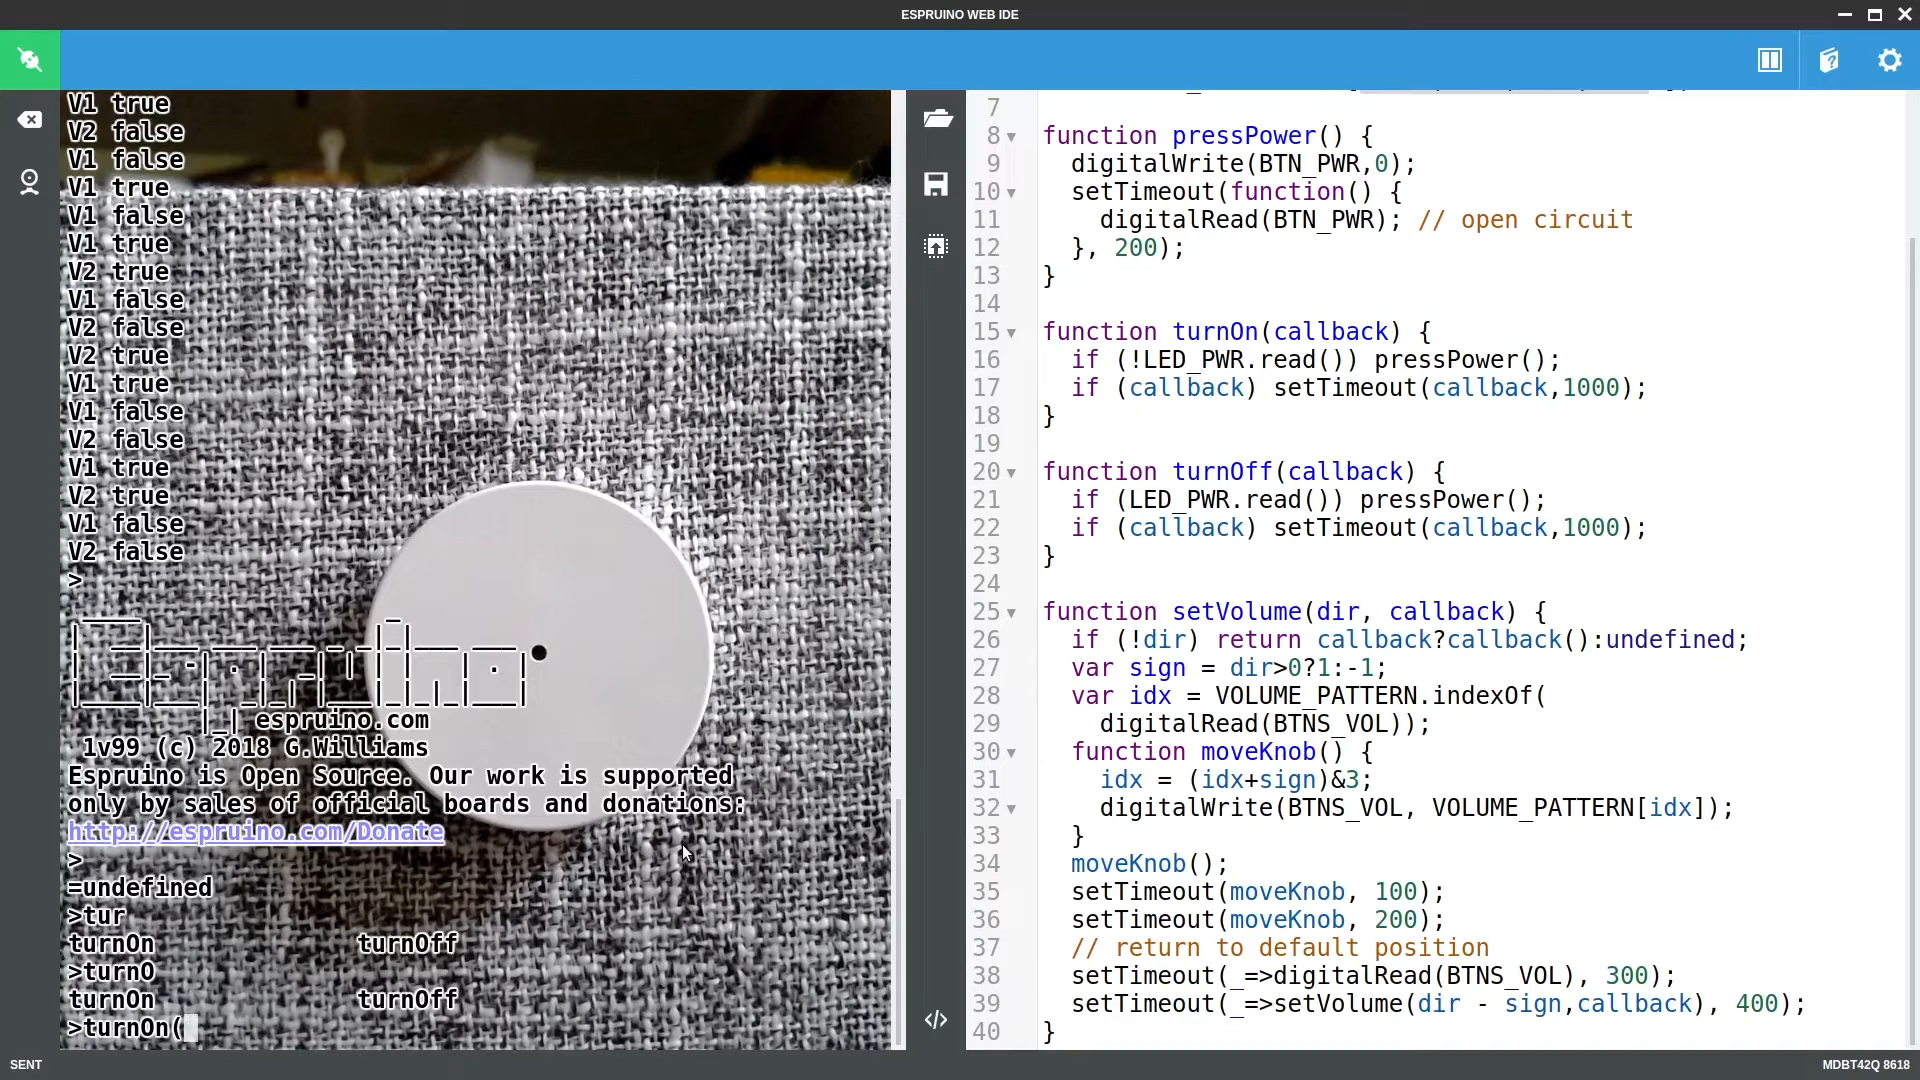 ESPRUINO WEB IDE
V1 true
V2 false
V1 false
V1 true
V1 false
V1 true
V2 true
V1 false
V2 false
V2 true
V1 true
V1 false
V2 false
V1 true
V2 true
V1 false
V2 false
>
espruino.com
1v99 (c) 2018 G.Williams
Espruino is Open Source. Our work is supported
only by sales of official boards and donations:
http://espruino.com/Donate
>
=undefined
>tur
turnOn turnOff
>turnO
turnOn turnOff
>turnOn(
7
8 function pressPower() {
9 digitalWrite(BTN_PWR,0);
10 setTimeout(function() {
11 digitalRead(BTN_PWR); // open circuit
12 }, 200);
13 }
14
15 function turnOn(callback) {
16 if (!LED_PWR.read()) pressPower();
17 if (callback) setTimeout(callback,1000);
18 }
19
20 function turnOff(callback) {
21 if (LED_PWR.read()) pressPower();
22 if (callback) setTimeout(callback,1000);
23 }
24
25 function setVolume(dir, callback) {
26 if (!dir) return callback?callback():undefined;
27 var sign = dir>0?1:-1;
28 var idx = VOLUME_PATTERN.indexOf(
29 digitalRead(BTNS_VOL));
30 function moveKnob() {
31 idx = (idx+sign)&3;
32 digitalWrite(BTNS_VOL, VOLUME_PATTERN[idx]);
33 }
34 moveKnob();
35 setTimeout(moveKnob, 100);
36 setTimeout(moveKnob, 200);
37 // return to default position
38 setTimeout(_=>digitalRead(BTNS_VOL), 300);
39 setTimeout(_=>setVolume(dir - sign,callback), 400);
40 }
SENT
MDBT42Q 8618